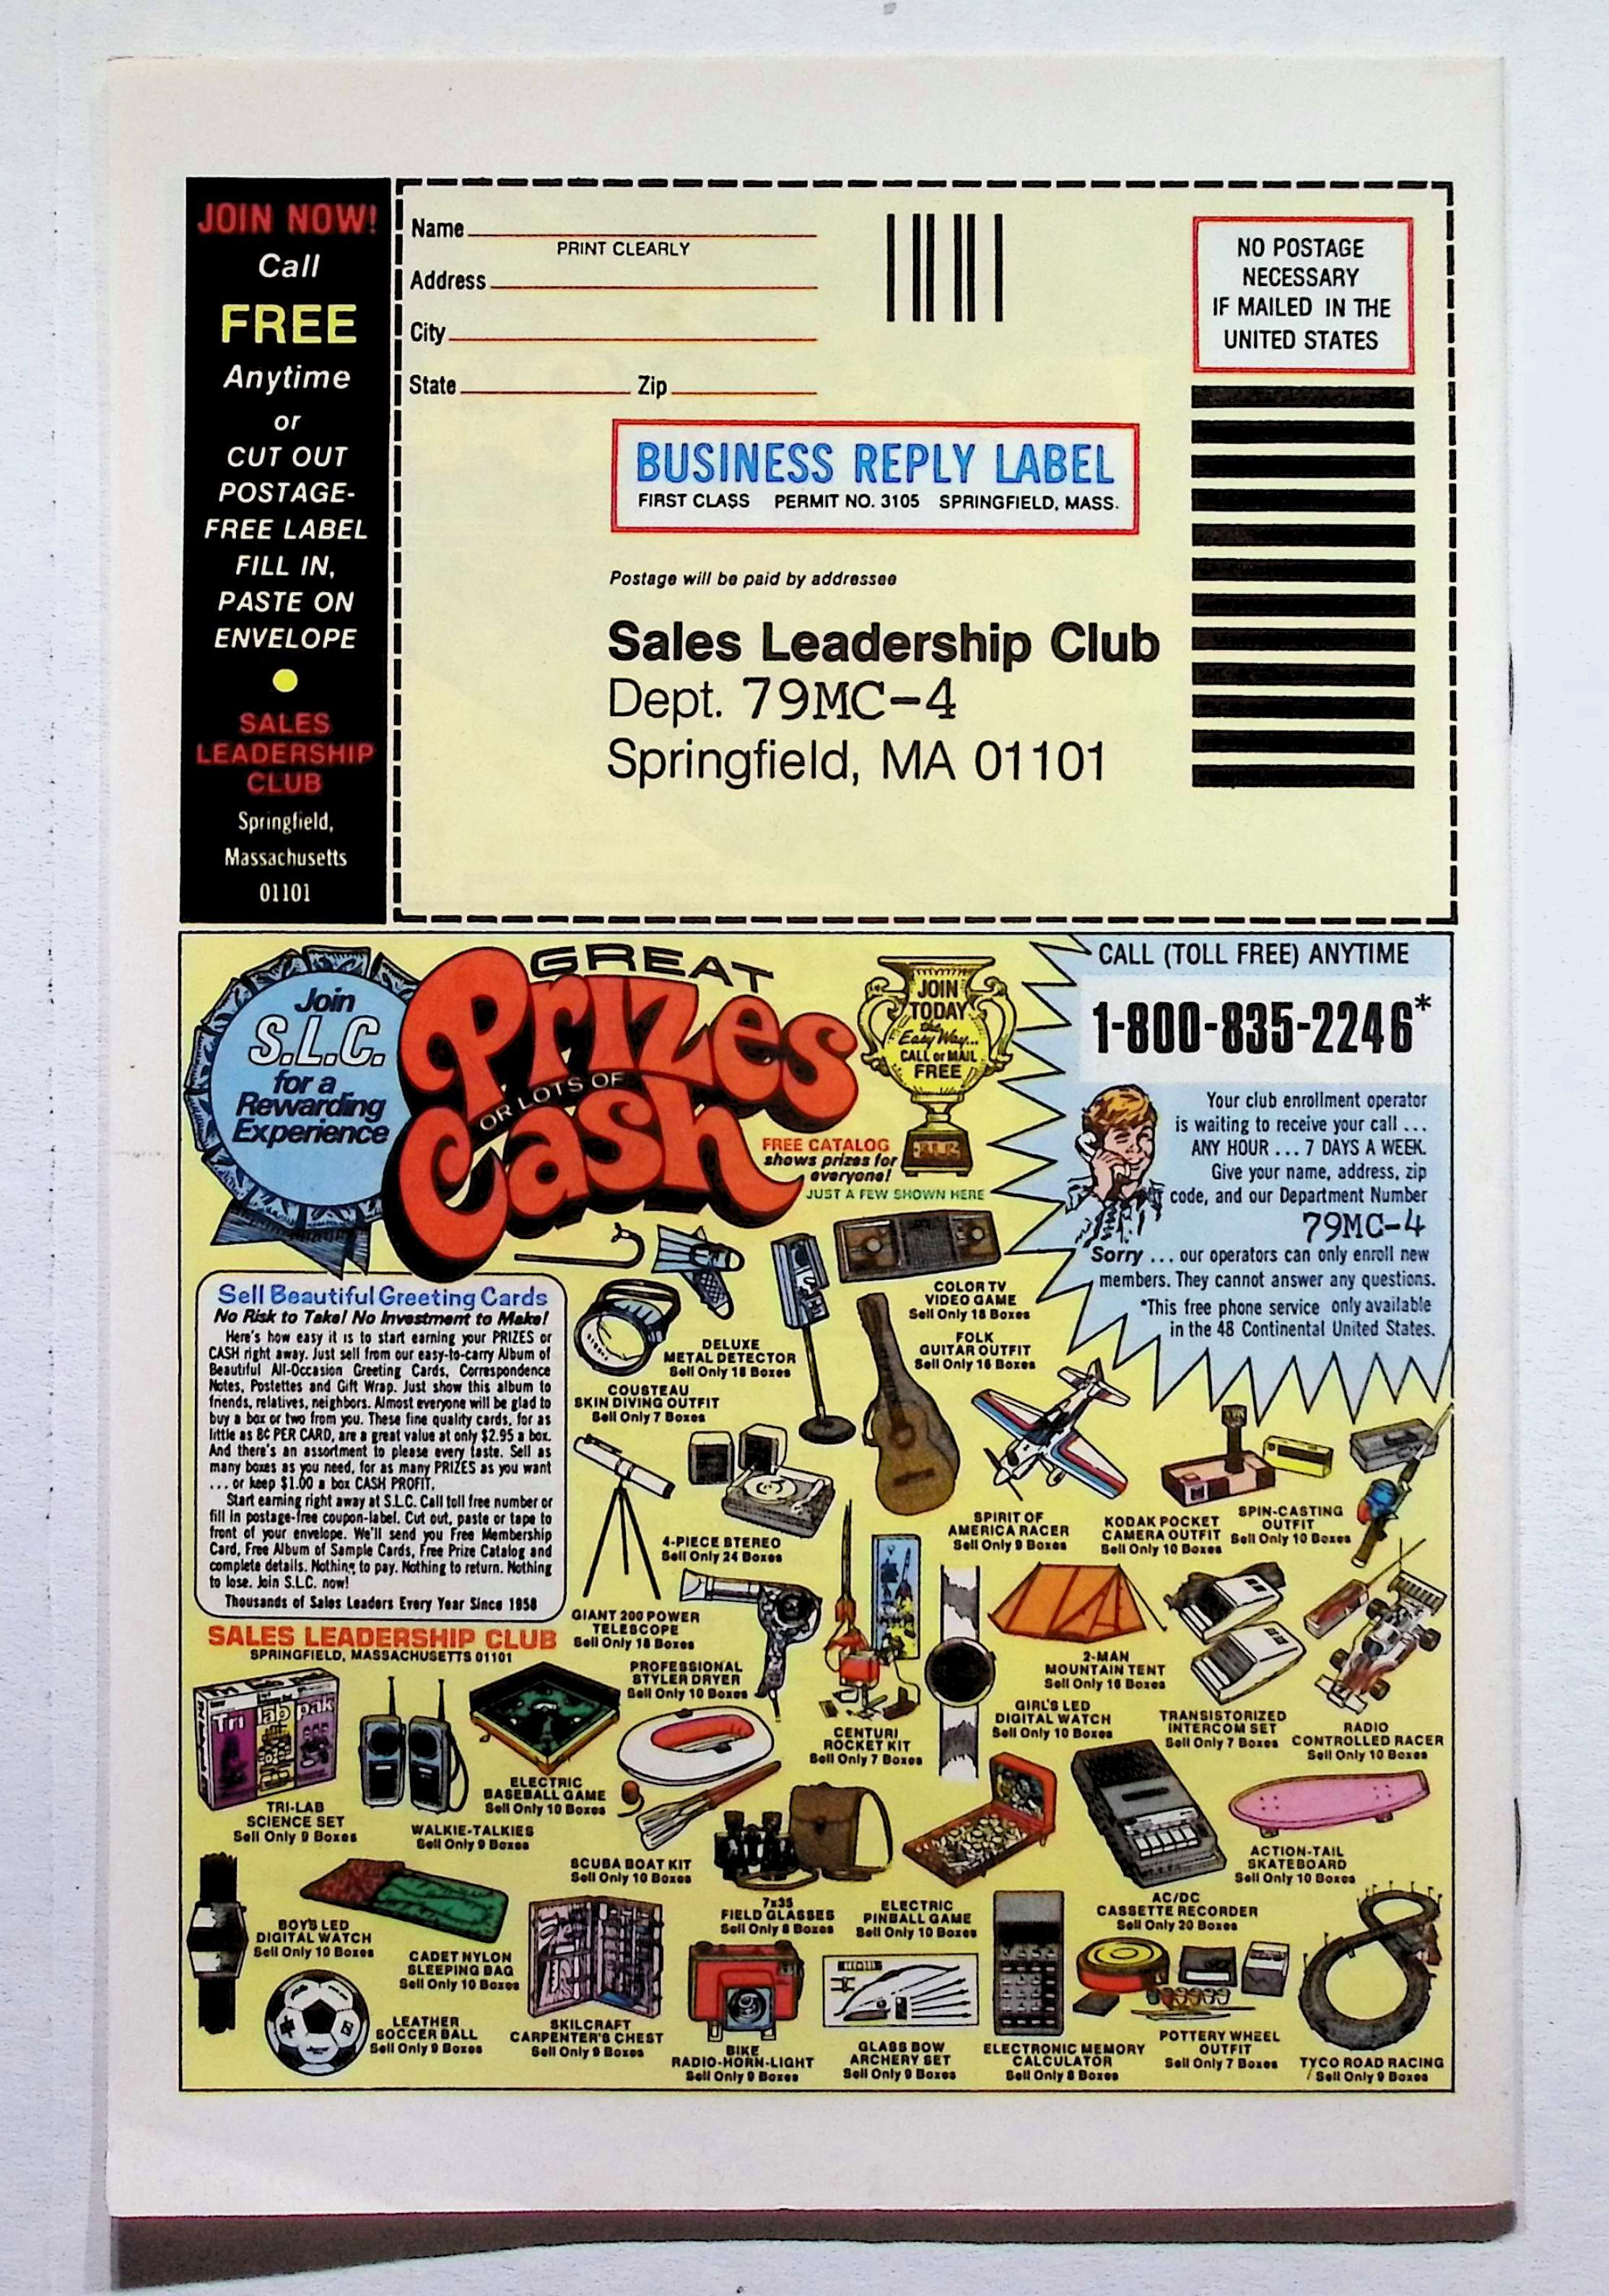 JOIN NOW!
Call
FREE
Anytime
or
CUT OUT
POSTAGE-
FREE LABEL
FILL IN,
PASTE ON
ENVELOPE
SALES
LEADERSHIP
CLUB
Springfield,
Massachusetts
01101
Name
PRINT CLEARLY
Address
City
State Zip
NO POSTAGE
NECESSARY
IF MAILED IN THE
UNITED STATES
BUSINESS REPLY LABEL
FIRST CLASS PERMIT NO. 3105 SPRINGFIELD, MASS.
Postage will be paid by addressee
Sales Leadership Club
Dept. 79MC-4
Springfield, MA 01101
Join
S.L.C.
for a
Rewarding
Experience
GREAT
Prizes
OR LOTS OF
Cash
JOIN
TODAY
the
Easy Way...
CALL or MAIL
FREE
SLC
FREE CATALOG
shows prizes for
everyone!
JUST A FEW SHOWN HERE
CALL (TOLL FREE) ANYTIME
1-800-835-2246*
Your club enrollment operator
is waiting to receive your call ...
ANY HOUR ... 7 DAYS A WEEK.
Give your name, address, zip
code, and our Department Number
79MC-4
Sorry ... our operators can only enroll new
members. They cannot answer any questions.
*This free phone service only available
in the 48 Continental United States.
Sell Beautiful Greeting Cards
No Risk to Take! No Investment to Make!
Here's how easy it is to start earning your PRIZES or
CASH right away. Just sell from our easy-to-carry Album of
Beautiful All-Occasion Greeting Cards, Correspondence
Notes, Postettes and Gift Wrap. Just show this album to
friends, relatives, neighbors. Almost everyone will be glad to
buy a box or two from you. These fine quality cards, for as
little as 8¢ PER CARD, are a great value at only $2.95 a box.
And there's an assortment to please every taste. Sell as
many boxes as you need, for as many PRIZES as you want
... or keep $1.00 a box CASH PROFIT.
Start earning right away at S.L.C. Call toll free number or
fill in postage-free coupon-label. Cut out, paste or tape to
front of your envelope. We'll send you Free Membership
Card, Free Album of Sample Cards, Free Prize Catalog and
complete details. Nothing to pay. Nothing to return. Nothing
to lose. Join S.L.C. now!
Thousands of Sales Leaders Every Year Since 1958
SALES LEADERSHIP CLUB
SPRINGFIELD, MASSACHUSETTS 01101
COLOR TV
VIDEO GAME
Sell Only 18 Boxes
DELUXE
METAL DETECTOR
Sell Only 18 Boxes
FOLK
GUITAR OUTFIT
Sell Only 16 Boxes
COUSTEAU
SKIN DIVING OUTFIT
Sell Only 7 Boxes
4-PIECE STEREO
Sell Only 24 Boxes
SPIRIT OF
AMERICA RACER
Sell Only 9 Boxes
KODAK POCKET
CAMERA OUTFIT
Sell Only 10 Boxes
SPIN-CASTING
OUTFIT
Sell Only 10 Boxes
GIANT 200 POWER
TELESCOPE
Sell Only 18 Boxes
PROFESSIONAL
STYLER DRYER
Sell Only 10 Boxes
CENTURI
ROCKET KIT
Sell Only 7 Boxes
GIRL'S LED
DIGITAL WATCH
Sell Only 10 Boxes
2-MAN
MOUNTAIN TENT
Sell Only 16 Boxes
TRANSISTORIZED
INTERCOM SET
Sell Only 7 Boxes
RADIO
CONTROLLED RACER
Sell Only 10 Boxes
Tri lab pak
TRI-LAB
SCIENCE SET
Sell Only 9 Boxes
WALKIE-TALKIES
Sell Only 9 Boxes
ELECTRIC
BASEBALL GAME
Sell Only 10 Boxes
SCUBA BOAT KIT
Sell Only 10 Boxes
7x35
FIELD GLASSES
Sell Only 8 Boxes
ELECTRIC
PINBALL GAME
Sell Only 10 Boxes
AC/DC
CASSETTE RECORDER
Sell Only 20 Boxes
ACTION-TAIL
SKATEBOARD
Sell Only 10 Boxes
BOY'S LED
DIGITAL WATCH
Sell Only 10 Boxes
CADET NYLON
SLEEPING BAG
Sell Only 10 Boxes
LEATHER
SOCCER BALL
Sell Only 9 Boxes
SKILCRAFT
CARPENTER'S CHEST
Sell Only 9 Boxes
BIKE
RADIO-HORN-LIGHT
Sell Only 9 Boxes
GLASS BOW
ARCHERY SET
Sell Only 9 Boxes
ELECTRONIC MEMORY
CALCULATOR
Sell Only 8 Boxes
POTTERY WHEEL
OUTFIT
Sell Only 7 Boxes
TYCO ROAD RACING
Sell Only 9 Boxes